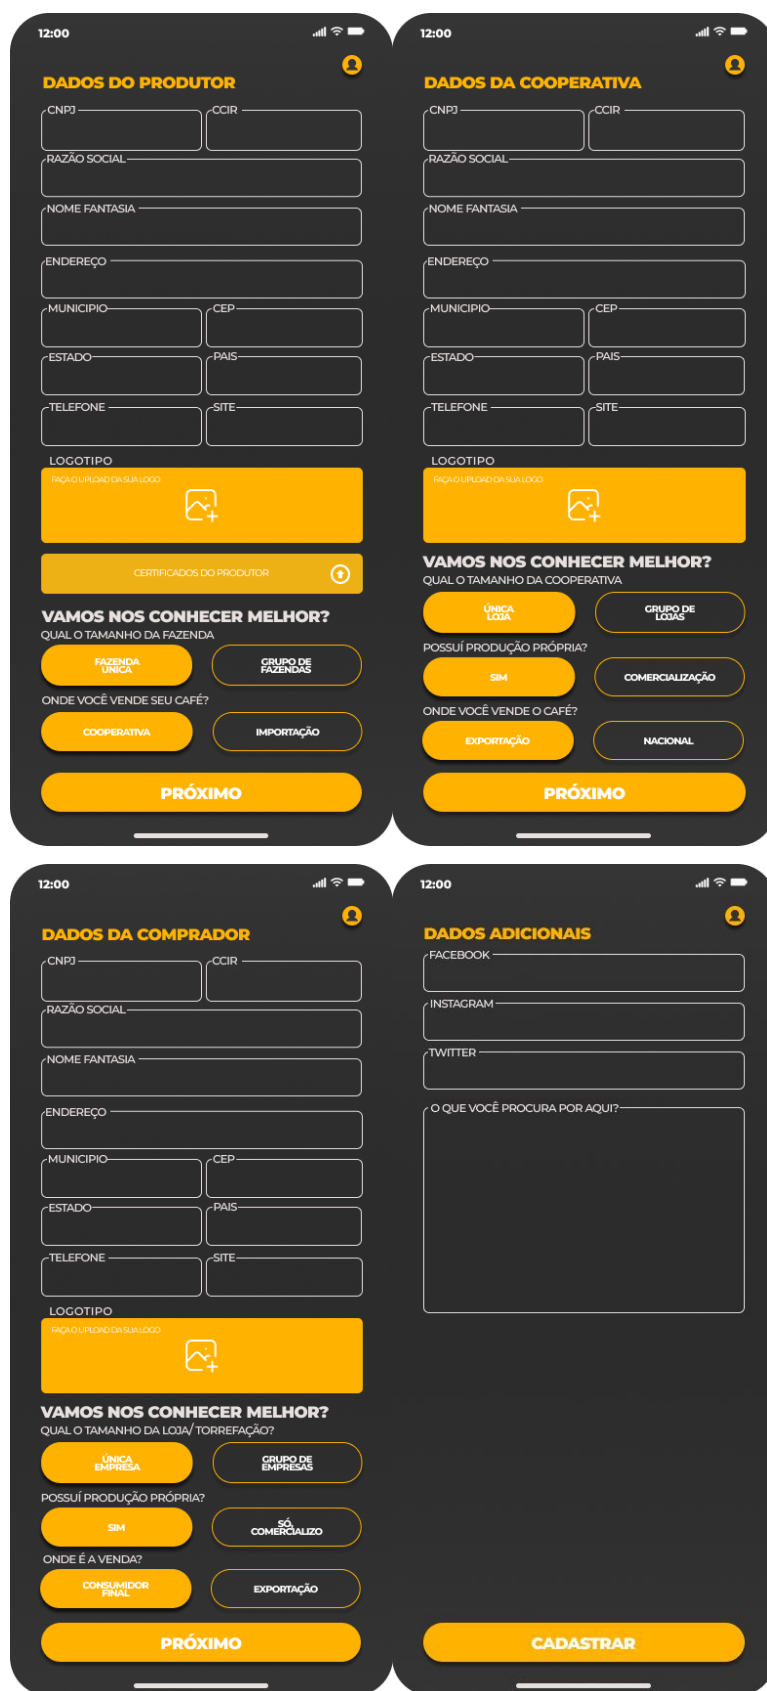 12:00
DADOS DO PRODUTOR
CNPJ
CCIR
RAZÃO SOCIAL
NOME FANTASIA
ENDEREÇO
MUNICIPIO
CEP
ESTADO
PAIS
TELEFONE
SITE
LOGOTIPO
FAÇA O UPLOAD DA SUA LOGO
CERTIFICADOS DO PRODUTOR
VAMOS NOS CONHECER MELHOR?
QUAL O TAMANHO DA FAZENDA
FAZENDA
ÚNICA
GRUPO DE
FAZENDAS
ONDE VOCÊ VENDE SEU CAFÉ?
COOPERATIVA
IMPORTAÇÃO
PRÓXIMO
12:00
DADOS DA COOPERATIVA
CNPJ
CCIR
RAZÃO SOCIAL
NOME FANTASIA
ENDEREÇO
MUNICIPIO
CEP
ESTADO
PAIS
TELEFONE
SITE
LOGOTIPO
FAÇA O UPLOAD DA SUA LOGO
VAMOS NOS CONHECER MELHOR?
QUAL O TAMANHO DA COOPERATIVA
ÚNICA
LOJA
GRUPO DE
LOJAS
POSSUÍ PRODUÇÃO PRÓPRIA?
SIM
COMERCIALIZAÇÃO
ONDE VOCÊ VENDE O CAFÉ?
EXPORTAÇÃO
NACIONAL
PRÓXIMO
12:00
DADOS DA COMPRADOR
CNPJ
CCIR
RAZÃO SOCIAL
NOME FANTASIA
ENDEREÇO
MUNICIPIO
CEP
ESTADO
PAIS
TELEFONE
SITE
LOGOTIPO
FAÇA O UPLOAD DA SUA LOGO
VAMOS NOS CONHECER MELHOR?
QUAL O TAMANHO DA LOJA/ TORREFAÇÃO?
ÚNICA
EMPRESA
GRUPO DE
EMPRESAS
POSSUÍ PRODUÇÃO PRÓPRIA?
SIM
SÓ,
COMERCIALIZO
ONDE É A VENDA?
CONSUMIDOR
FINAL
EXPORTAÇÃO
PRÓXIMO
12:00
DADOS ADICIONAIS
FACEBOOK
INSTAGRAM
TWITTER
O QUE VOCÊ PROCURA POR AQUI?
CADASTRAR